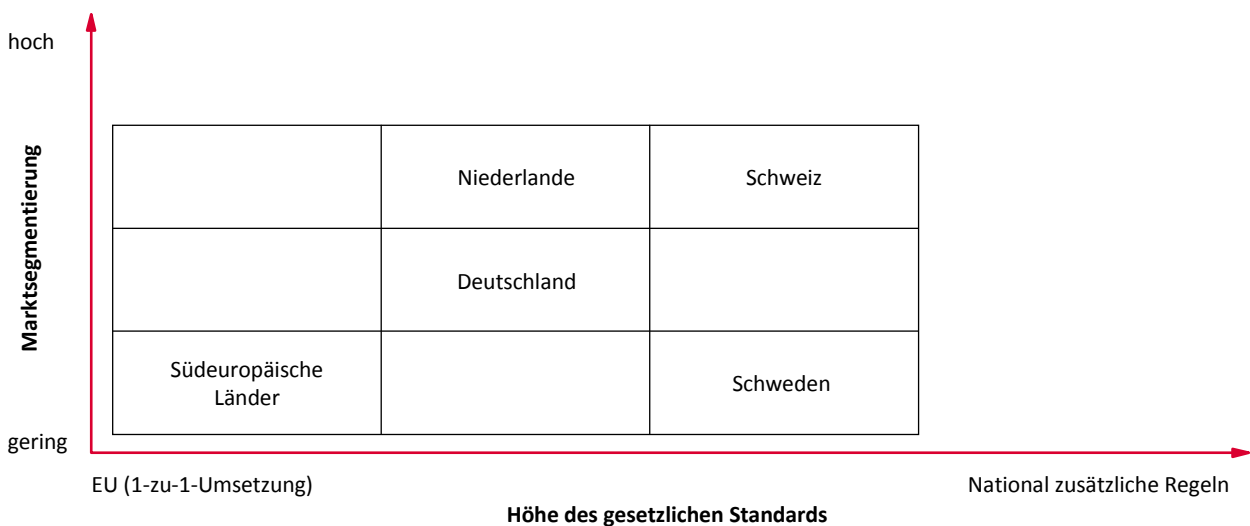 hoch
Marktsegmentierung
Niederlande
Schweiz
Deutschland
Südeuropäische
Länder
Schweden
gering
EU (1-zu-1-Umsetzung)
National zusätzliche Regeln
Höhe des gesetzlichen Standards